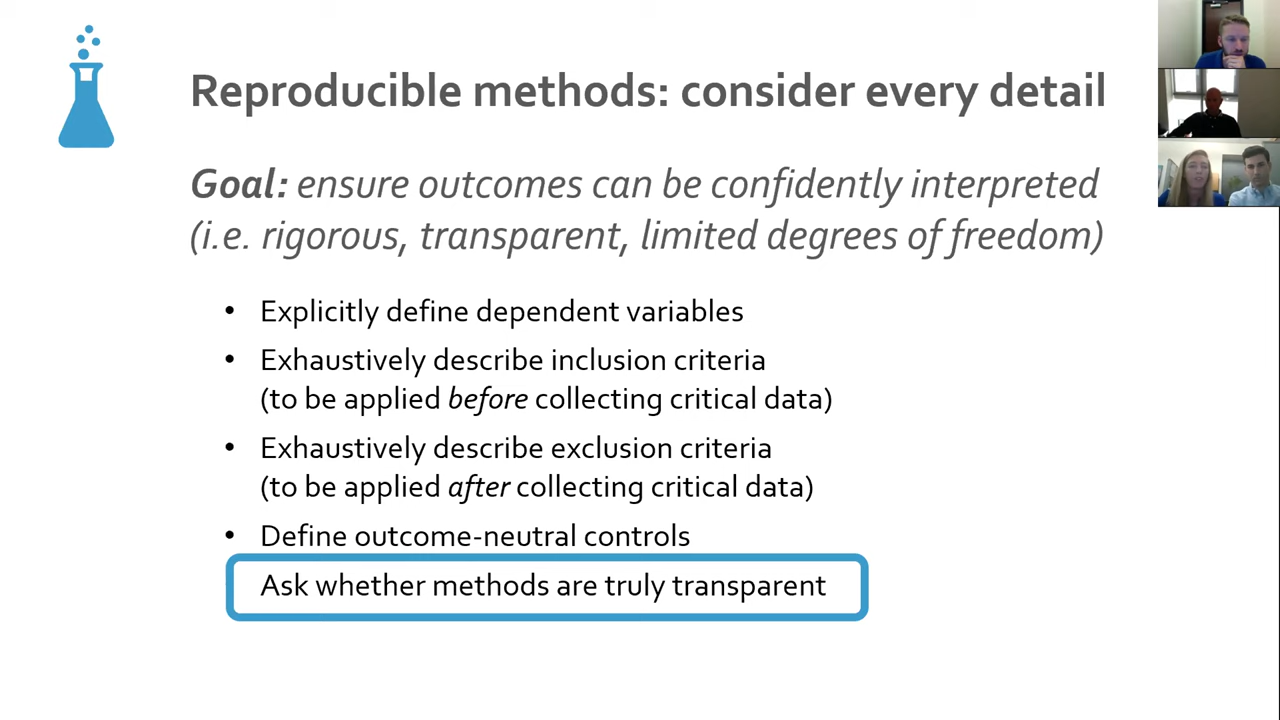 Reproducible methods: consider every detail
Goal: ensure outcomes can be confidently interpreted
(i.e. rigorous, transparent, limited degrees of freedom)
• Explicitly define dependent variables
• Exhaustively describe inclusion criteria
(to be applied before collecting critical data)
• Exhaustively describe exclusion criteria
(to be applied after collecting critical data)
• Define outcome-neutral controls
Ask whether methods are truly transparent